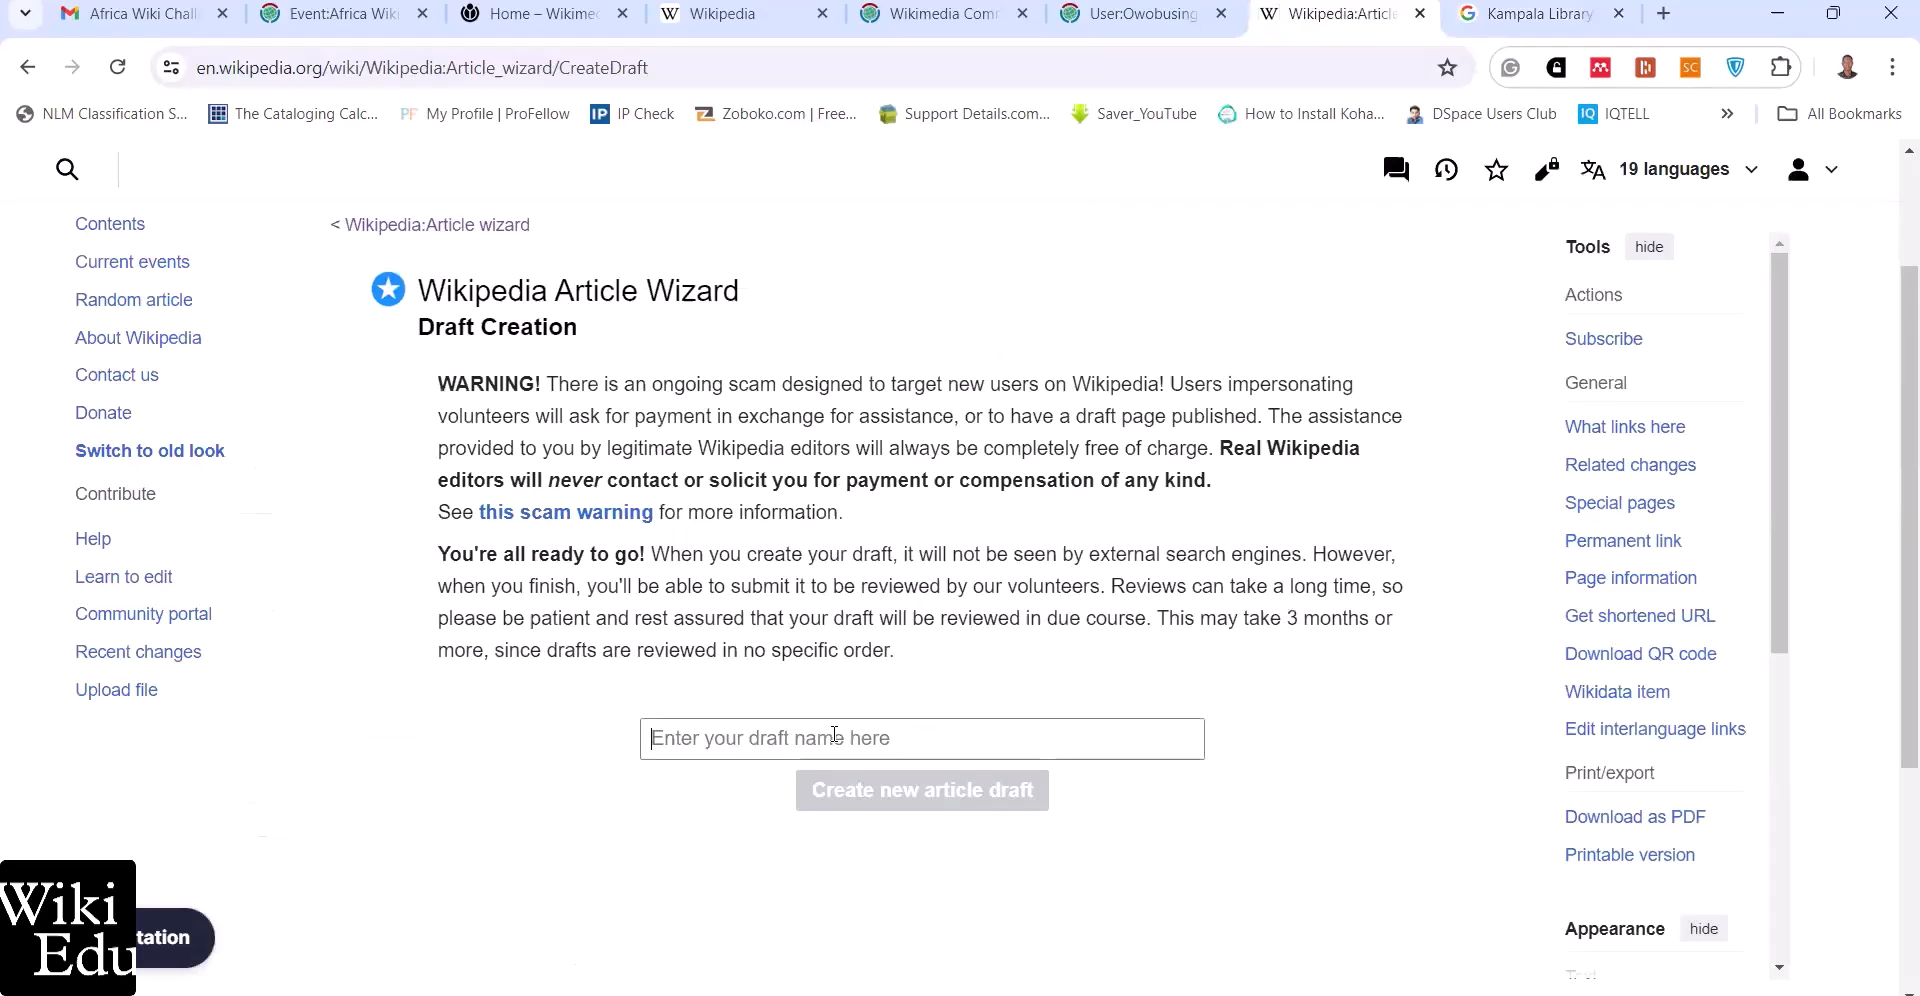 Africa Wiki Chall
Event:Africa Wiki
Home – Wikimed
Wikipedia
Wikimedia Comm
User:Owobusing
Wikipedia:Article
Kampala Library
en.wikipedia.org/wiki/Wikipedia:Article_wizard/CreateDraft
NLM Classification S...
The Cataloging Calc...
PF My Profile | ProFellow
IP IP Check
Zoboko.com | Free...
Support Details.com...
Saver_YouTube
How to Install Koha...
DSpace Users Club
IQ IQTELL
»
All Bookmarks
19 languages
Contents
Current events
Random article
About Wikipedia
Contact us
Donate
Switch to old look
Contribute
Help
Learn to edit
Community portal
Recent changes
Upload file
< Wikipedia:Article wizard
Wikipedia Article Wizard
Draft Creation
WARNING! There is an ongoing scam designed to target new users on Wikipedia! Users impersonating
volunteers will ask for payment in exchange for assistance, or to have a draft page published. The assistance
provided to you by legitimate Wikipedia editors will always be completely free of charge. Real Wikipedia
editors will never contact or solicit you for payment or compensation of any kind.
See this scam warning for more information.
You're all ready to go! When you create your draft, it will not be seen by external search engines. However,
when you finish, you'll be able to submit it to be reviewed by our volunteers. Reviews can take a long time, so
please be patient and rest assured that your draft will be reviewed in due course. This may take 3 months or
more, since drafts are reviewed in no specific order.
Enter your draft name here
Create new article draft
Tools hide
Actions
Subscribe
General
What links here
Related changes
Special pages
Permanent link
Page information
Get shortened URL
Download QR code
Wikidata item
Edit interlanguage links
Print/export
Download as PDF
Printable version
Appearance hide
Wiki
Edu
tation